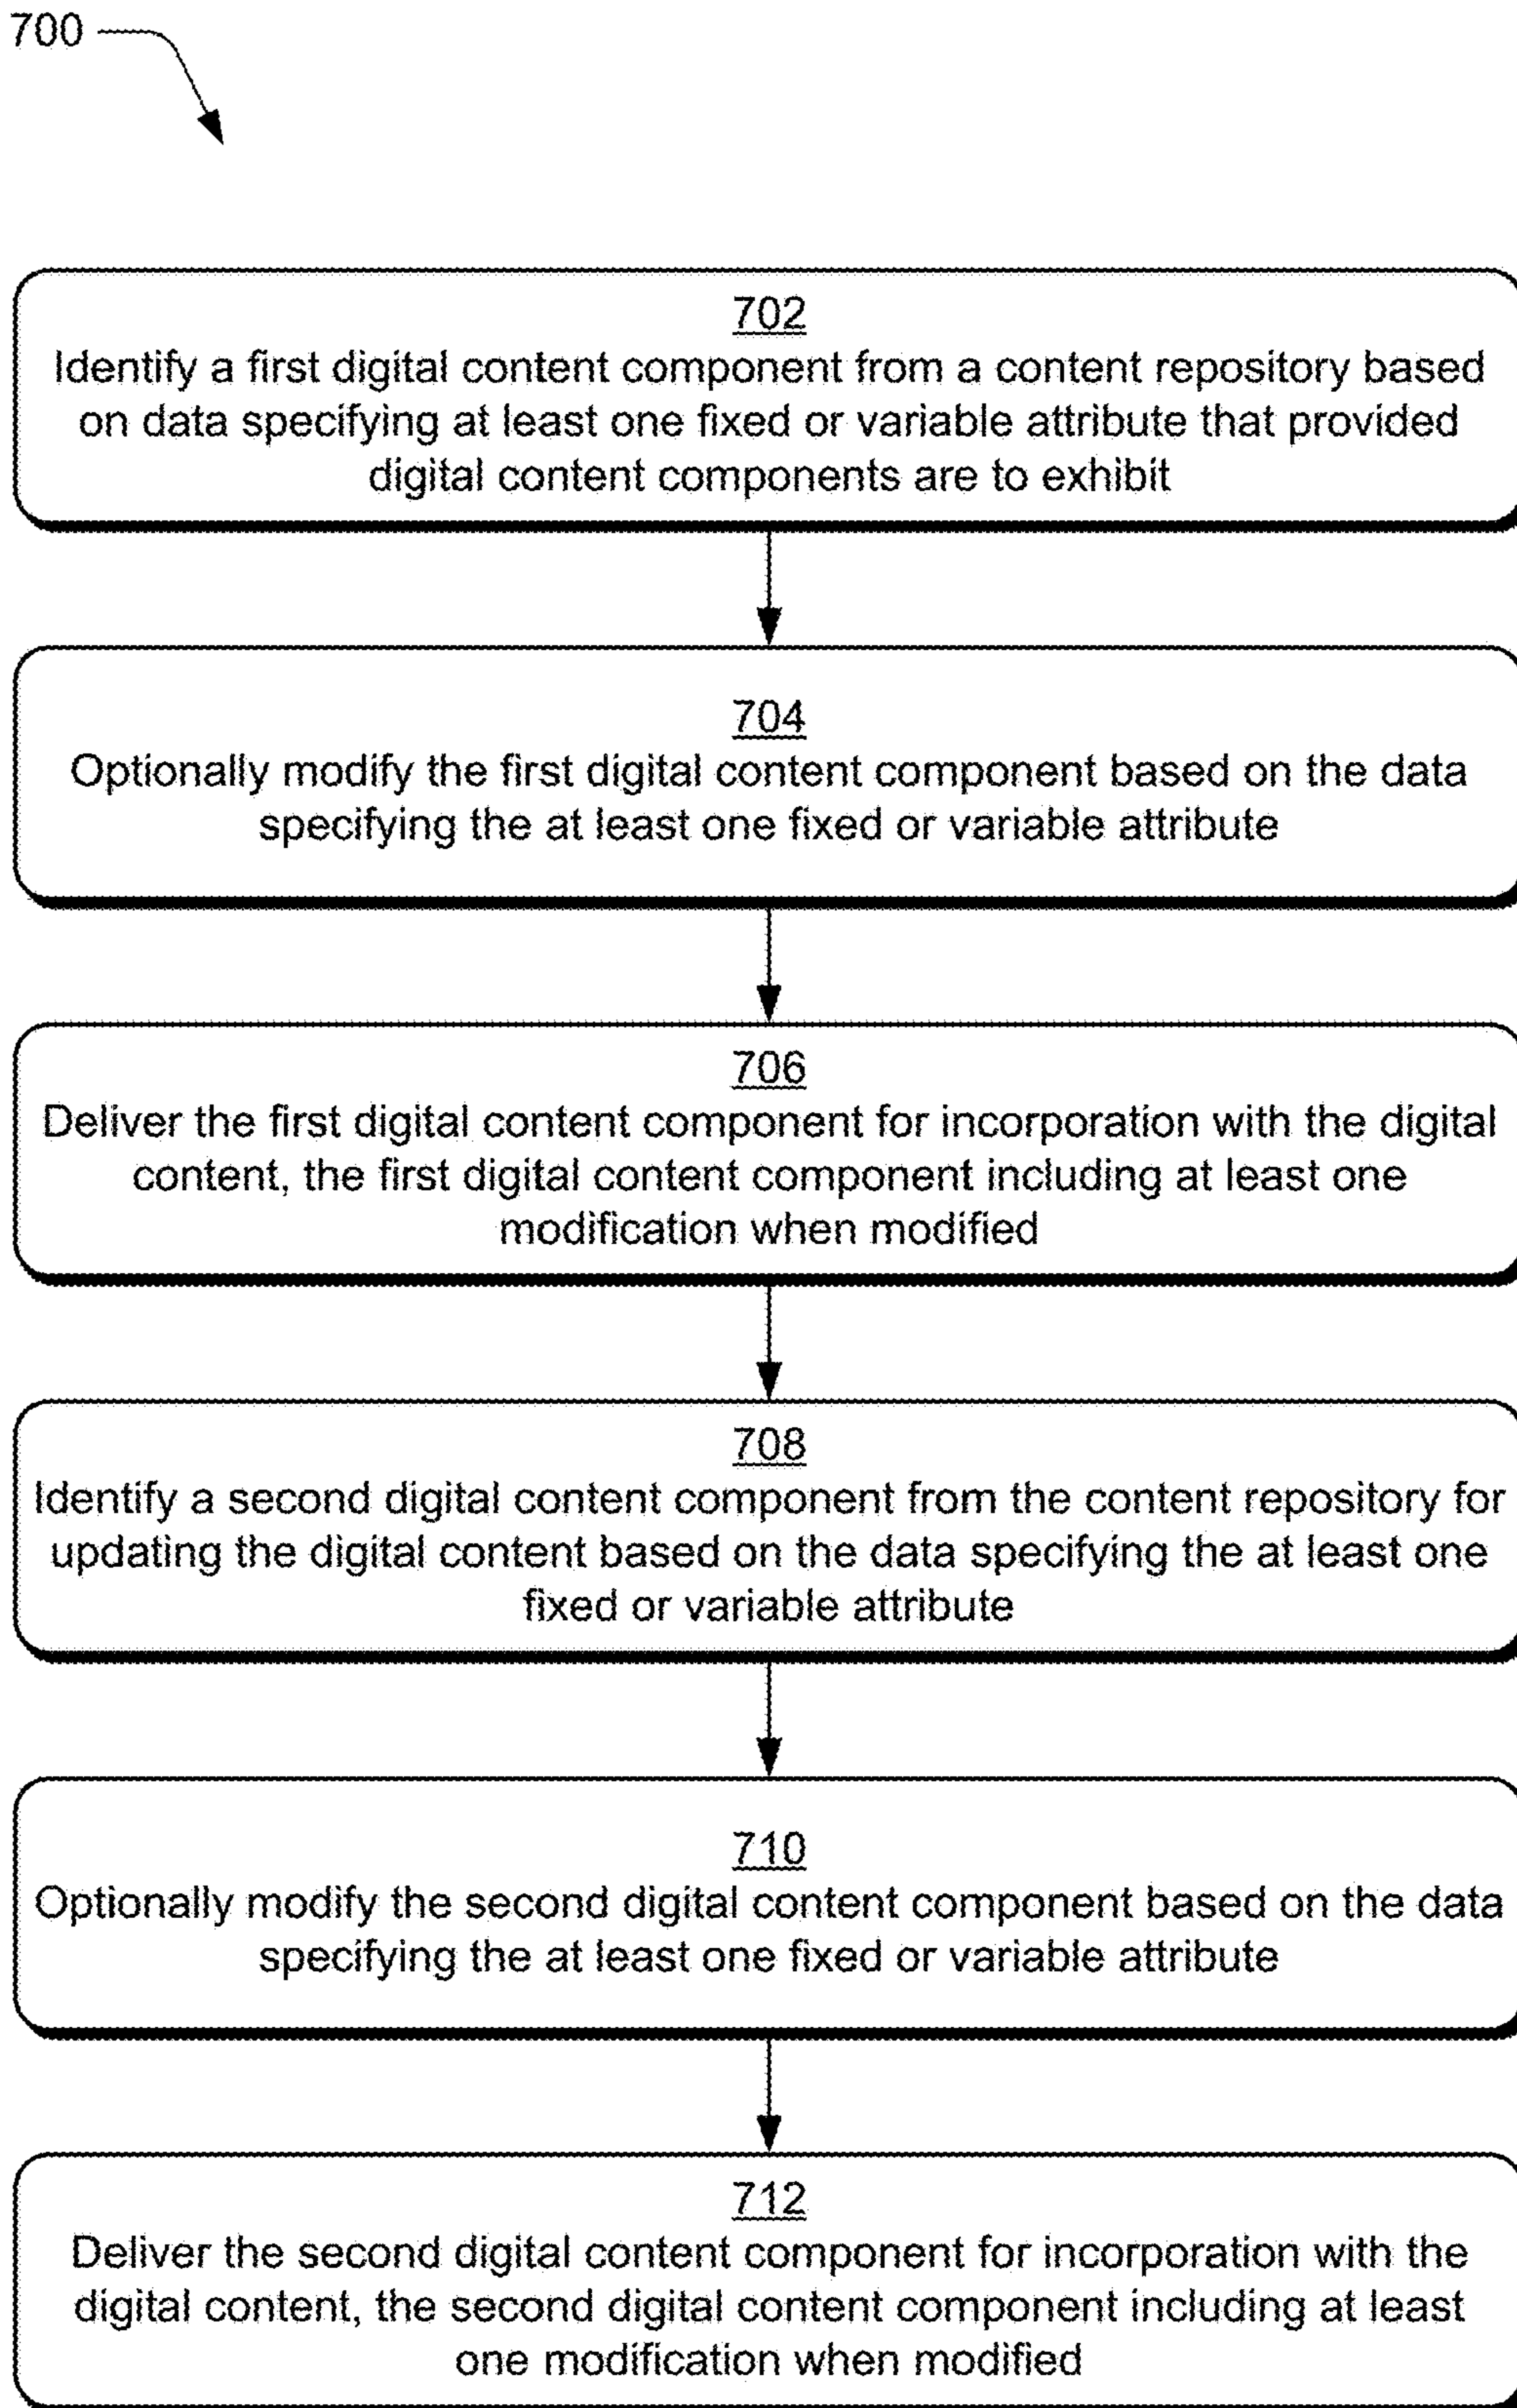 700
702
Identify a first digital content component from a content repository based
on data specifying at least one fixed or variable attribute that provided
digital content components are to exhibit
704
Optionally modify the first digital content component based on the data
specifying the at least one fixed or variable attribute
706
Deliver the first digital content component for incorporation with the digital
content, the first digital content component including at least one
modification when modified
708
Identify a second digital content component from the content repository for
updating the digital content based on the data specifying the at least one
fixed or variable attribute
710
Optionally modify the second digital content component based on the data
specifying the at least one fixed or variable attribute
712
Deliver the second digital content component for incorporation with the
digital content, the second digital content component including at least
one modification when modified